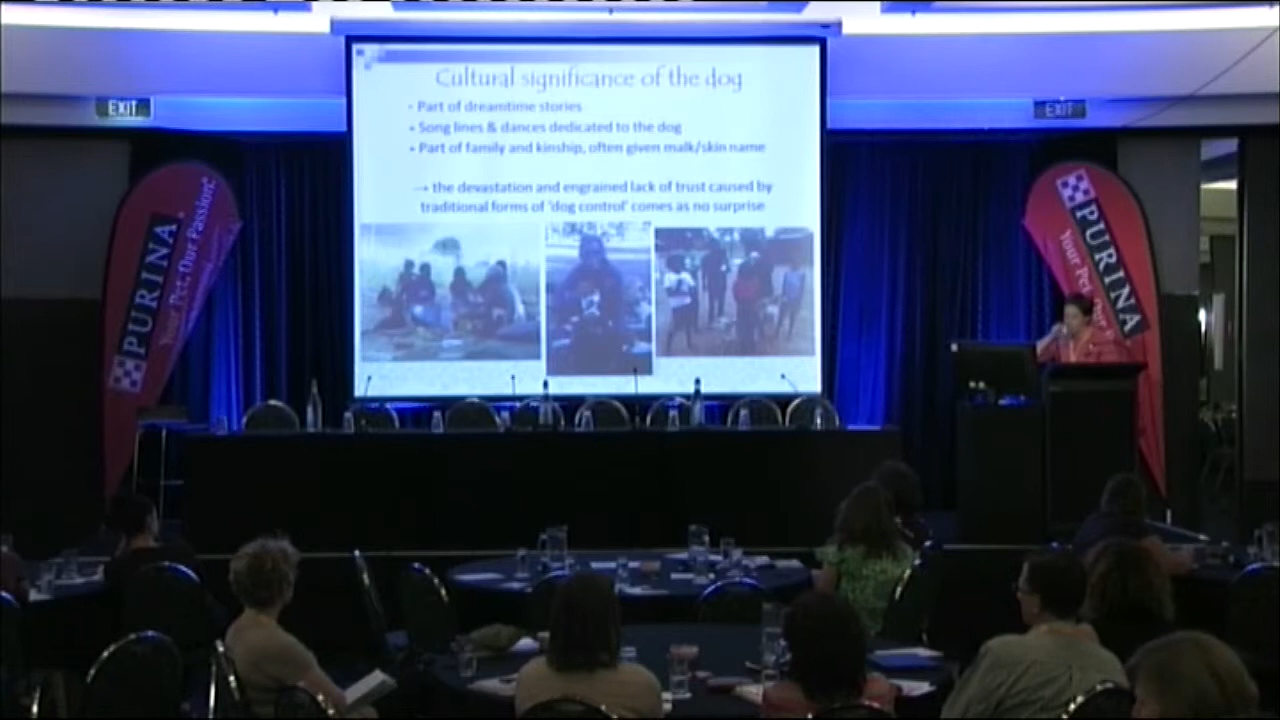 Cultural significance of the dog
• Part of dreamtime stories
• Song lines & dances dedicated to the dog
• Part of family and kinship, often given malk/skin name
→ the devastation and engrained lack of trust caused by
traditional forms of 'dog control' comes as no surprise
EXIT
EXIT
PURINA
Your Pet. Our Passion.
PURINA
Your Pet. Our